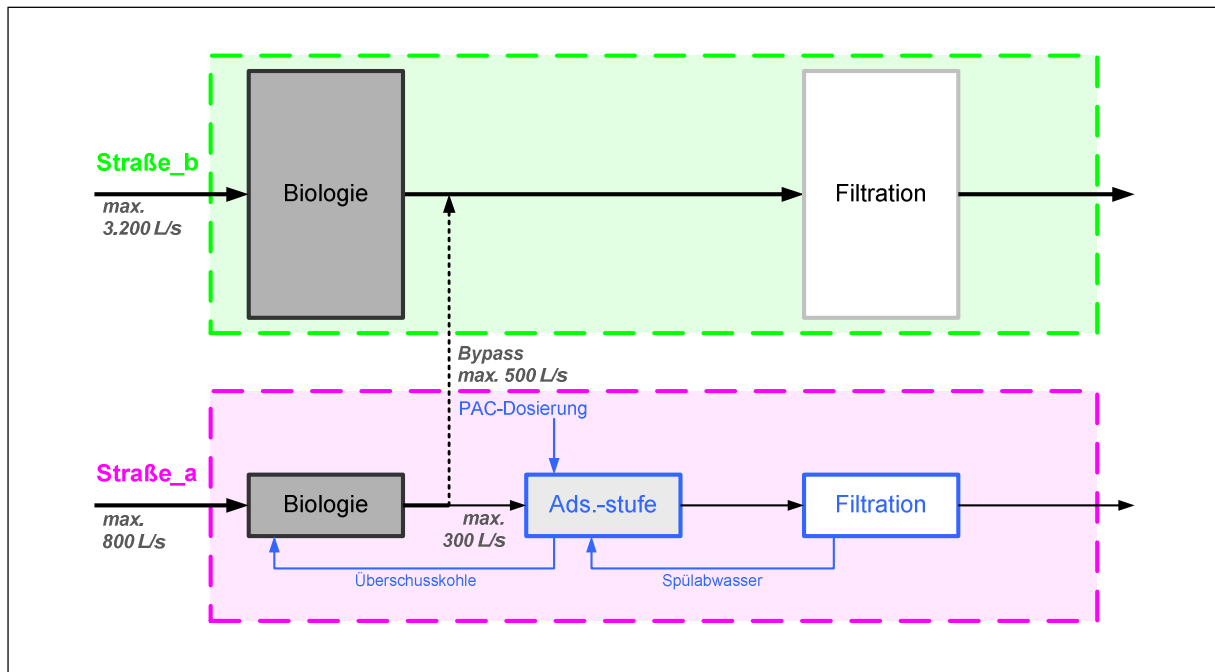 Straße_b
max.
3.200 L/s
Biologie
Filtration
Bypass
max. 500 L/s
PAC-Dosierung
Straße_a
max.
800 L/s
Biologie
max.
300 L/s
Ads.-stufe
Filtration
Überschusskohle
Spülabwasser